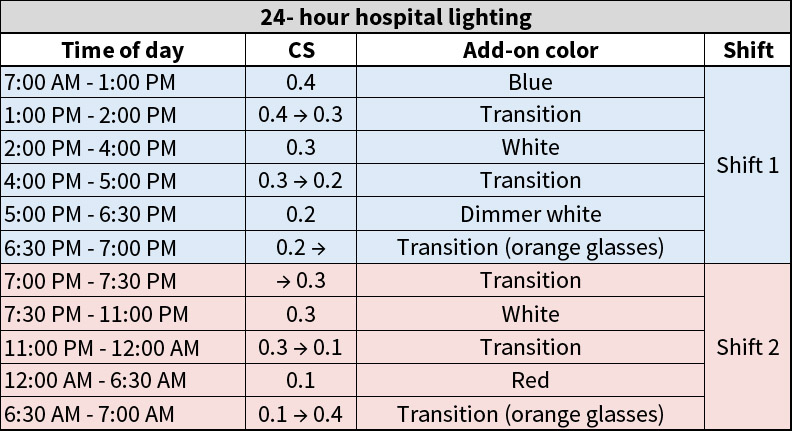 24- hour hospital lighting
Time of day CS Add-on color Shift
7:00 AM - 1:00 PM 0.4 Blue
1:00 PM - 2:00 PM 0.4 → 0.3 Transition
2:00 PM - 4:00 PM 0.3 White
4:00 PM - 5:00 PM 0.3 → 0.2 Transition
Shift 1
5:00 PM - 6:30 PM 0.2 Dimmer white
6:30 PM - 7:00 PM 0.2 → Transition (orange glasses)
7:00 PM - 7:30 PM → 0.3 Transition
7:30 PM - 11:00 PM 0.3 White
11:00 PM - 12:00 AM 0.3 → 0.1 Transition Shift 2
12:00 AM - 6:30 AM 0.1 Red
6:30 AM - 7:00 AM 0.1 → 0.4 Transition (orange glasses)